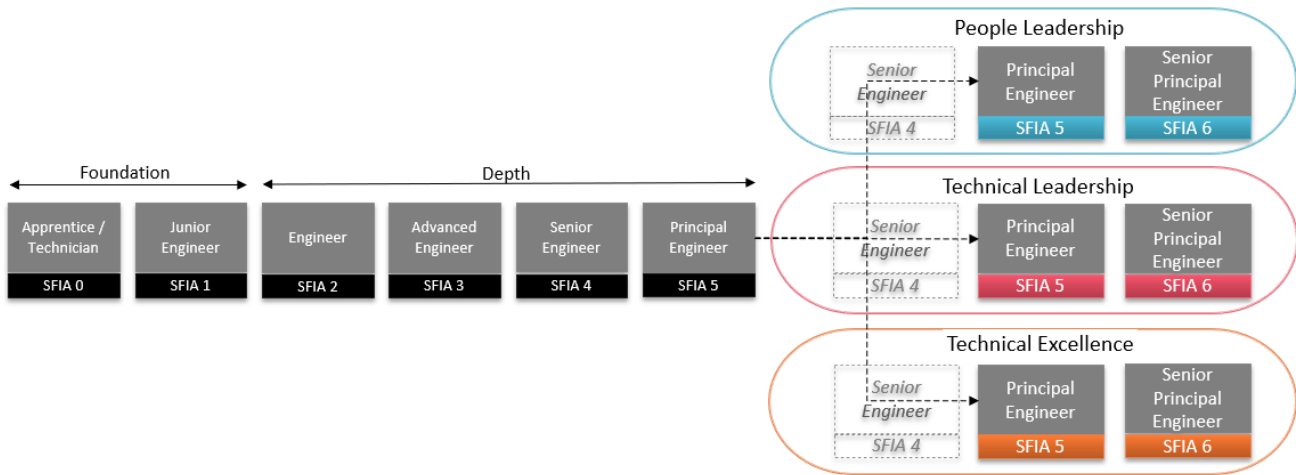 Foundation
Depth
Apprentice /
Technician
SFIA 0
Junior
Engineer
SFIA 1
Engineer
SFIA 2
Advanced
Engineer
SFIA 3
Senior
Engineer
SFIA 4
Principal
Engineer
SFIA 5
People Leadership
Senior
Engineer
SFIA 4
Principal
Engineer
SFIA 5
Senior
Principal
Engineer
SFIA 6
Technical Leadership
Senior
Engineer
SFIA 4
Principal
Engineer
SFIA 5
Senior
Principal
Engineer
SFIA 6
Technical Excellence
Senior
Engineer
SFIA 4
Principal
Engineer
SFIA 5
Senior
Principal
Engineer
SFIA 6